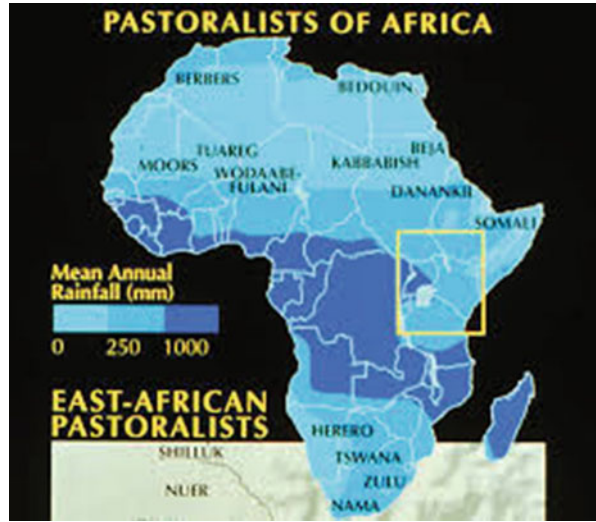 PASTORALISTS OF AFRICA
BERBERS
BEDOUIN
TUAREG
BEJA
MOORS
KABBABISH
WODAABE-
FULANI
DANANKIL
SOMALI
Mean Annual
Rainfall (mm)
0 250 1000
EAST-AFRICAN
PASTORALISTS
HERERO
SHILLUK
TSWANA
ZULU
NUER
NAMA